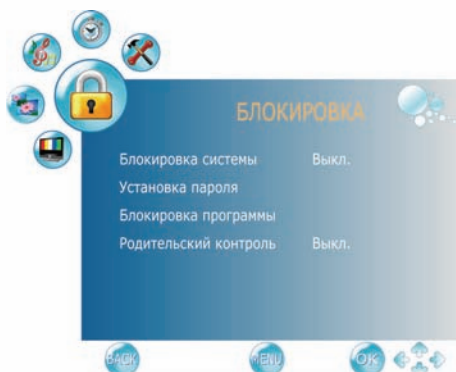 БЛОКИРОВКА
Блокировка системы Выкл.
Установка пароля
Блокировка программы
Родительский контроль Выкл.
BACK MENU OK